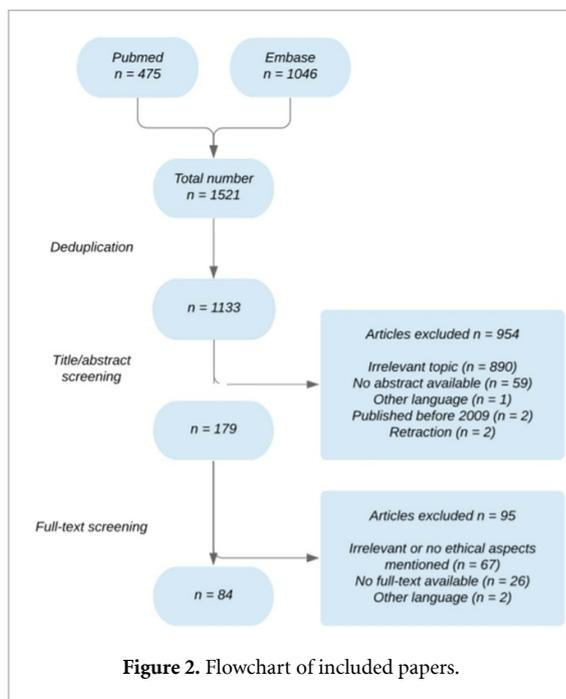 Pubmed
n = 475
Embase
n = 1046
Total number
n = 1521
Deduplication
n = 1133
Title/abstract
screening
Articles excluded n = 954
Irrelevant topic (n = 890)
No abstract available (n = 59)
Other language (n = 1)
Published before 2009 (n = 2)
Retraction (n = 2)
n = 179
Full-text screening
Articles excluded n = 95
Irrelevant or no ethical aspects
mentioned (n = 67)
No full-text available (n = 26)
Other language (n = 2)
n = 84
Figure 2. Flowchart of included papers.